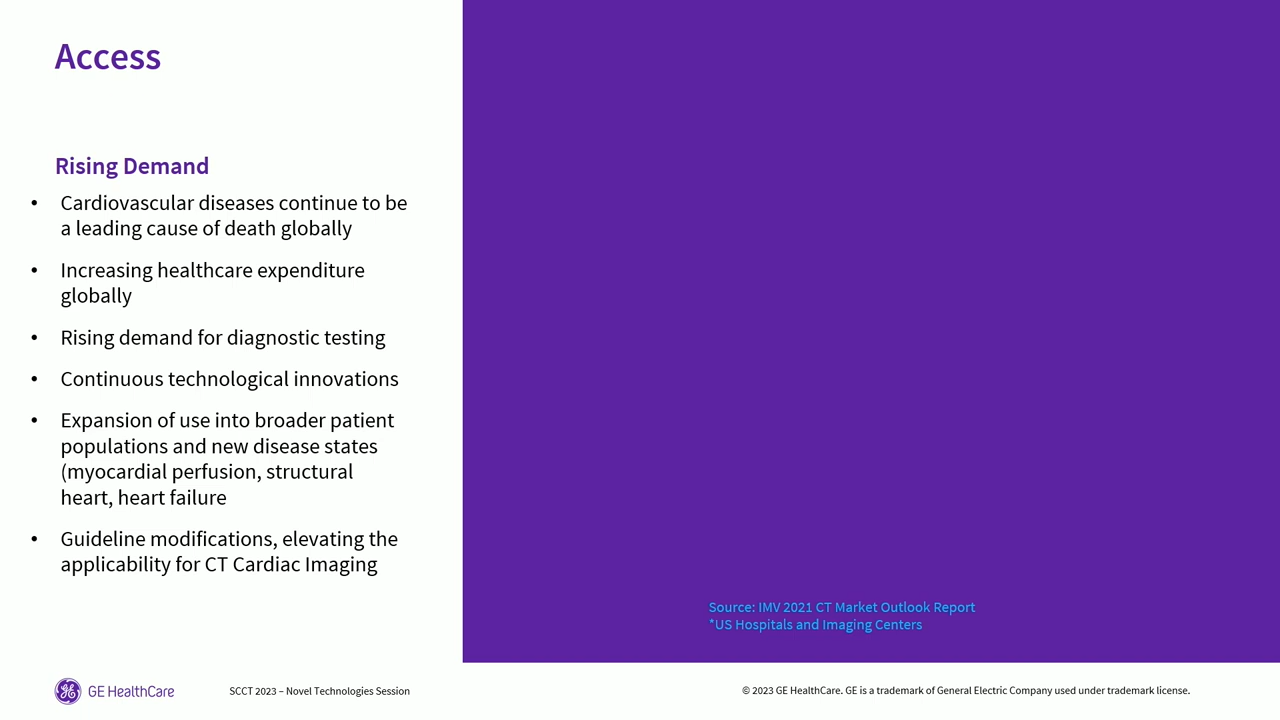 Access
Rising Demand
• Cardiovascular diseases continue to be
a leading cause of death globally
• Increasing healthcare expenditure
globally
• Rising demand for diagnostic testing
• Continuous technological innovations
• Expansion of use into broader patient
populations and new disease states
(myocardial perfusion, structural
heart, heart failure
• Guideline modifications, elevating the
applicability for CT Cardiac Imaging
Source: IMV 2021 CT Market Outlook Report
*US Hospitals and Imaging Centers
GE HealthCare
SCCT 2023 – Novel Technologies Session
© 2023 GE HealthCare. GE is a trademark of General Electric Company used under trademark license.